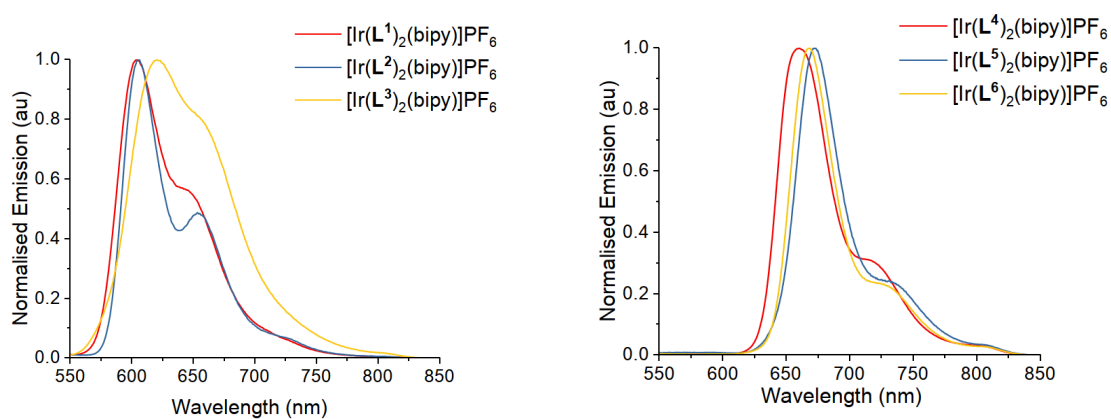 [Ir(L¹)₂(bipy)]PF₆
[Ir(L²)₂(bipy)]PF₆
[Ir(L³)₂(bipy)]PF₆
1.0
0.8
0.6
0.4
0.2
0.0
550 600 650 700 750 800 850
Normalised Emission (au)
Wavelength (nm)
[Ir(L⁴)₂(bipy)]PF₆
[Ir(L⁵)₂(bipy)]PF₆
[Ir(L⁶)₂(bipy)]PF₆
1.0
0.8
0.6
0.4
0.2
0.0
550 600 650 700 750 800 850
Normalised Emission (au)
Wavelength (nm)